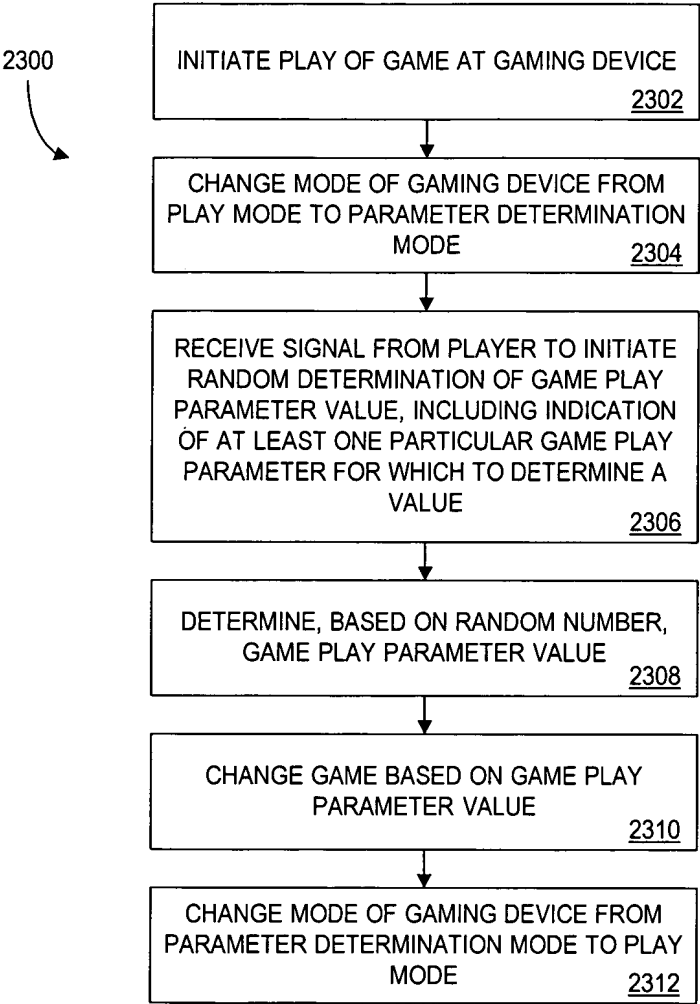 2300
INITIATE PLAY OF GAME AT GAMING DEVICE
2302
CHANGE MODE OF GAMING DEVICE FROM
PLAY MODE TO PARAMETER DETERMINATION
MODE
2304
RECEIVE SIGNAL FROM PLAYER TO INITIATE
RANDOM DETERMINATION OF GAME PLAY
PARAMETER VALUE, INCLUDING INDICATION
OF AT LEAST ONE PARTICULAR GAME PLAY
PARAMETER FOR WHICH TO DETERMINE A
VALUE
2306
DETERMINE, BASED ON RANDOM NUMBER,
GAME PLAY PARAMETER VALUE
2308
CHANGE GAME BASED ON GAME PLAY
PARAMETER VALUE
2310
CHANGE MODE OF GAMING DEVICE FROM
PARAMETER DETERMINATION MODE TO PLAY
MODE
2312